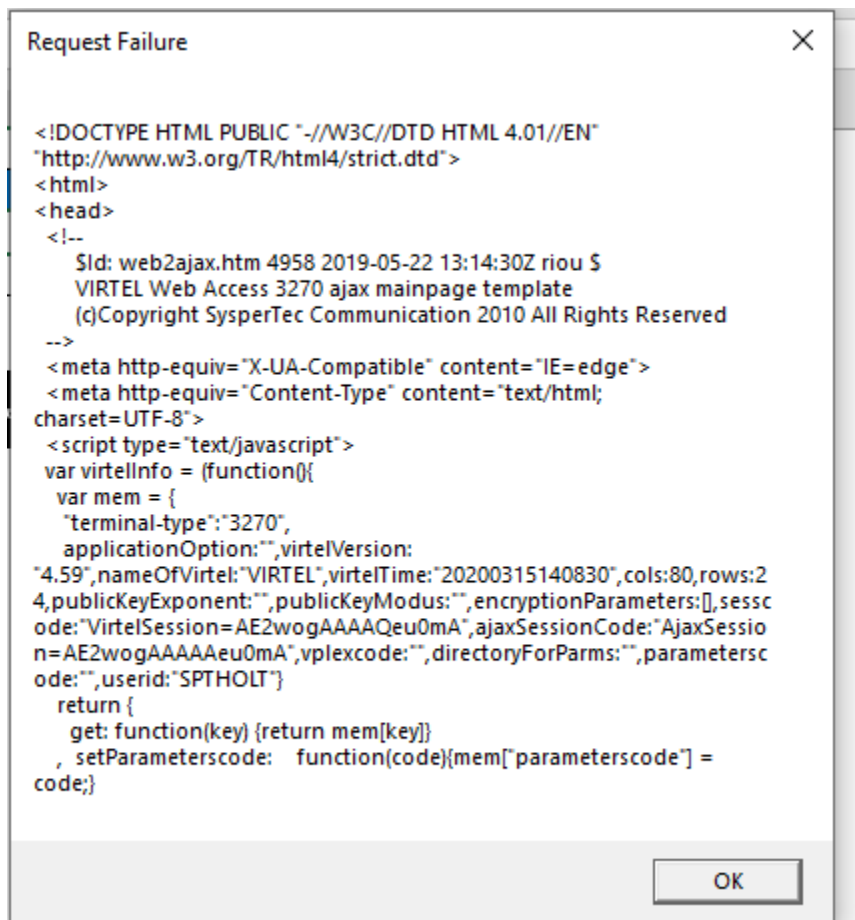 Request Failure
<!DOCTYPE HTML PUBLIC "-//W3C//DTD HTML 4.01//EN"
"http://www.w3.org/TR/html4/strict.dtd">
<html>
<head>
<!--
$Id: web2ajax.htm 4958 2019-05-22 13:14:30Z riou $
VIRTEL Web Access 3270 ajax mainpage template
(c)Copyright SysperTec Communication 2010 All Rights Reserved
-->
<meta http-equiv="X-UA-Compatible" content="IE=edge">
<meta http-equiv="Content-Type" content="text/html;
charset=UTF-8">
<script type="text/javascript">
var virtelInfo = (function(){
var mem = {
"terminal-type":"3270",
applicationOption:"",virtelVersion:
"4.59",nameOfVirtel:"VIRTEL",virtelTime:"20200315140830",cols:80,rows:2
4,publicKeyExponent:"",publicKeyModus:"",encryptionParameters:[],sessc
ode:"VirtelSession=AE2wogAAAAQeu0mA",ajaxSessionCode:"AjaxSessio
n=AE2wogAAAAAeu0mA",vplexcode:"",directoryForParms:"",parametersc
ode:"",userid:"SPTHOLT"}
return {
get: function(key) {return mem[key]}
, setParameterscode: function(code){mem["parameterscode"] =
code;}
OK